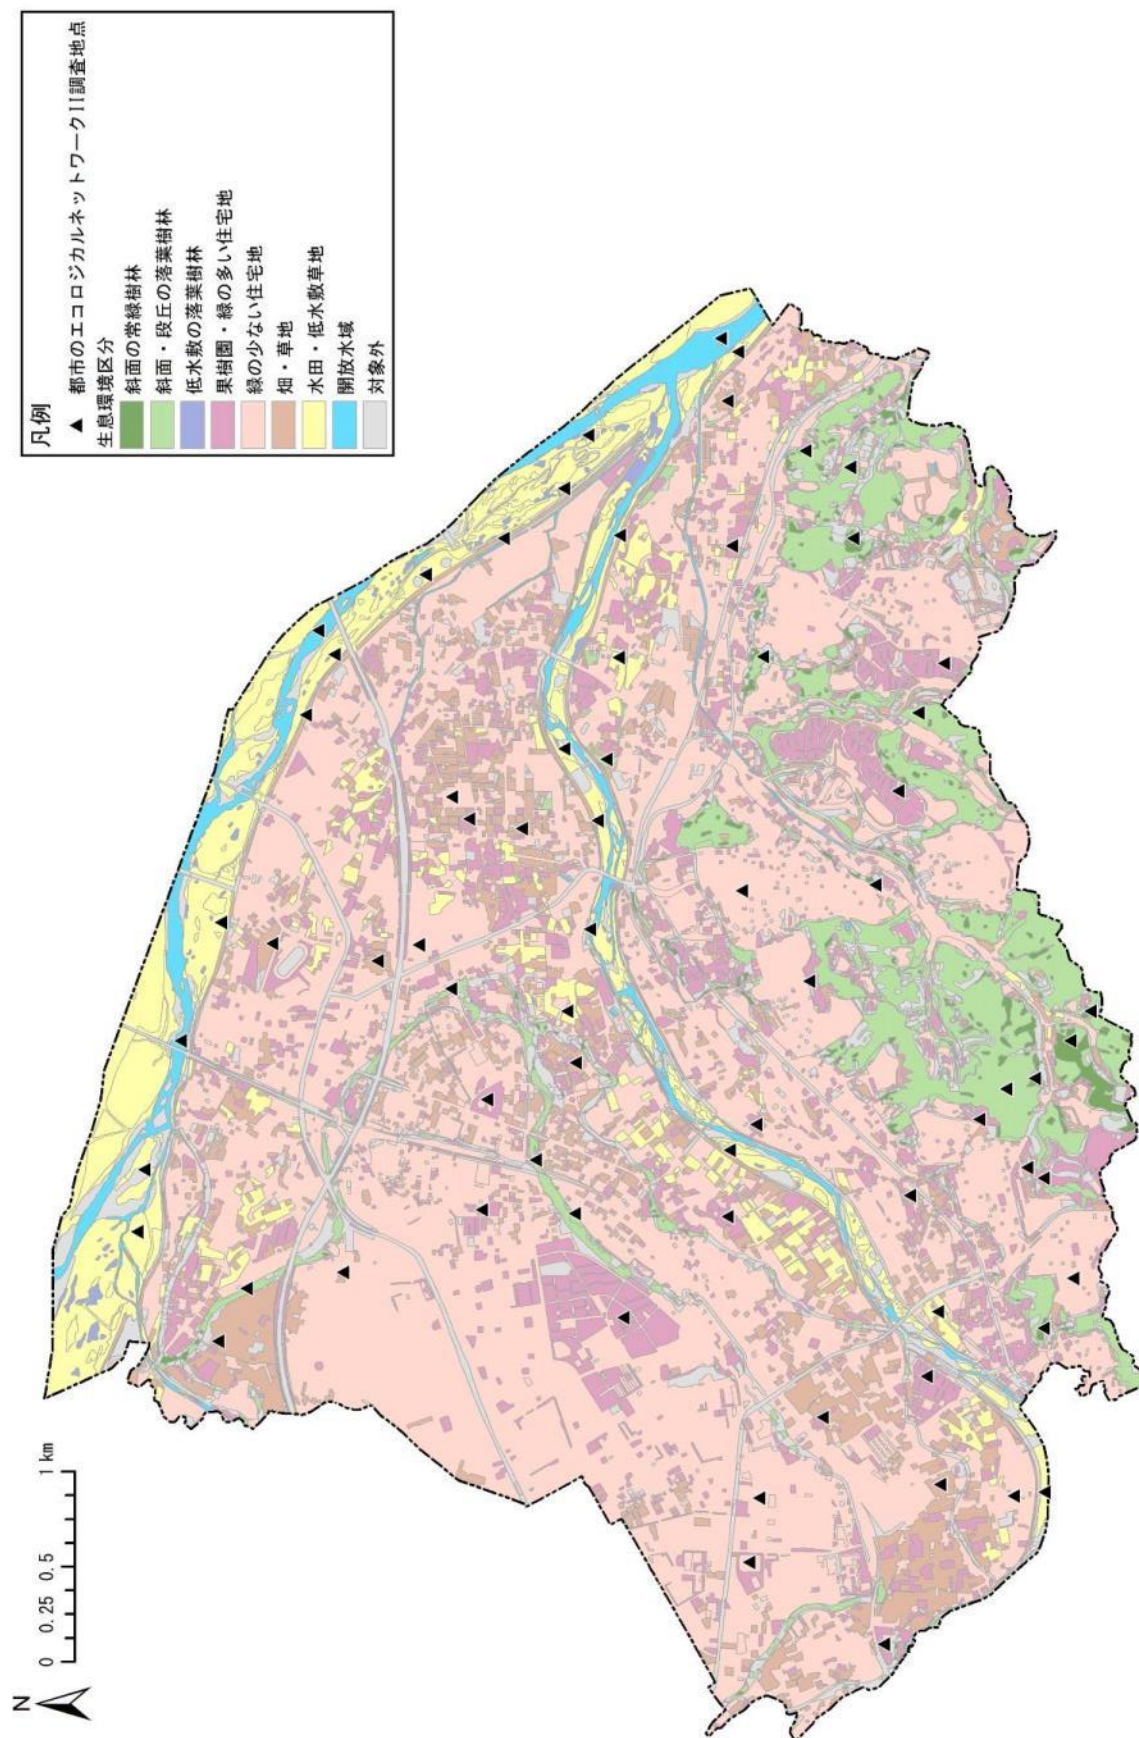 凡例
▲ 都市のエコロジカルネットワークII調査地点
生息環境区分
斜面の常緑樹林
斜面・段丘の落葉樹林
低水敷の落葉樹林
果樹園・緑の多い住宅地
緑の少ない住宅地
畑・草地
水田・低水敷草地
開放水域
対象外
N
0 0.25 0.5 1 km